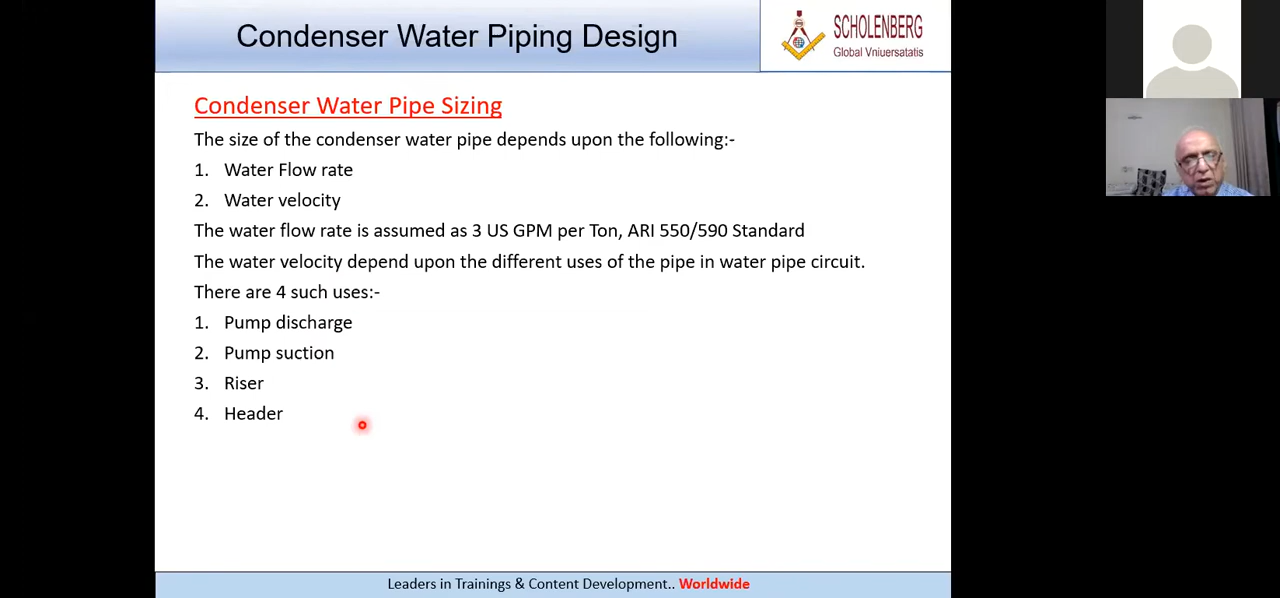 Condenser Water Piping Design
SCHOLENBERG
Global Vniuersatatis
Condenser Water Pipe Sizing
The size of the condenser water pipe depends upon the following:-
1. Water Flow rate
2. Water velocity
The water flow rate is assumed as 3 US GPM per Ton, ARI 550/590 Standard
The water velocity depend upon the different uses of the pipe in water pipe circuit.
There are 4 such uses:-
1. Pump discharge
2. Pump suction
3. Riser
4. Header
Leaders in Trainings & Content Development.. Worldwide